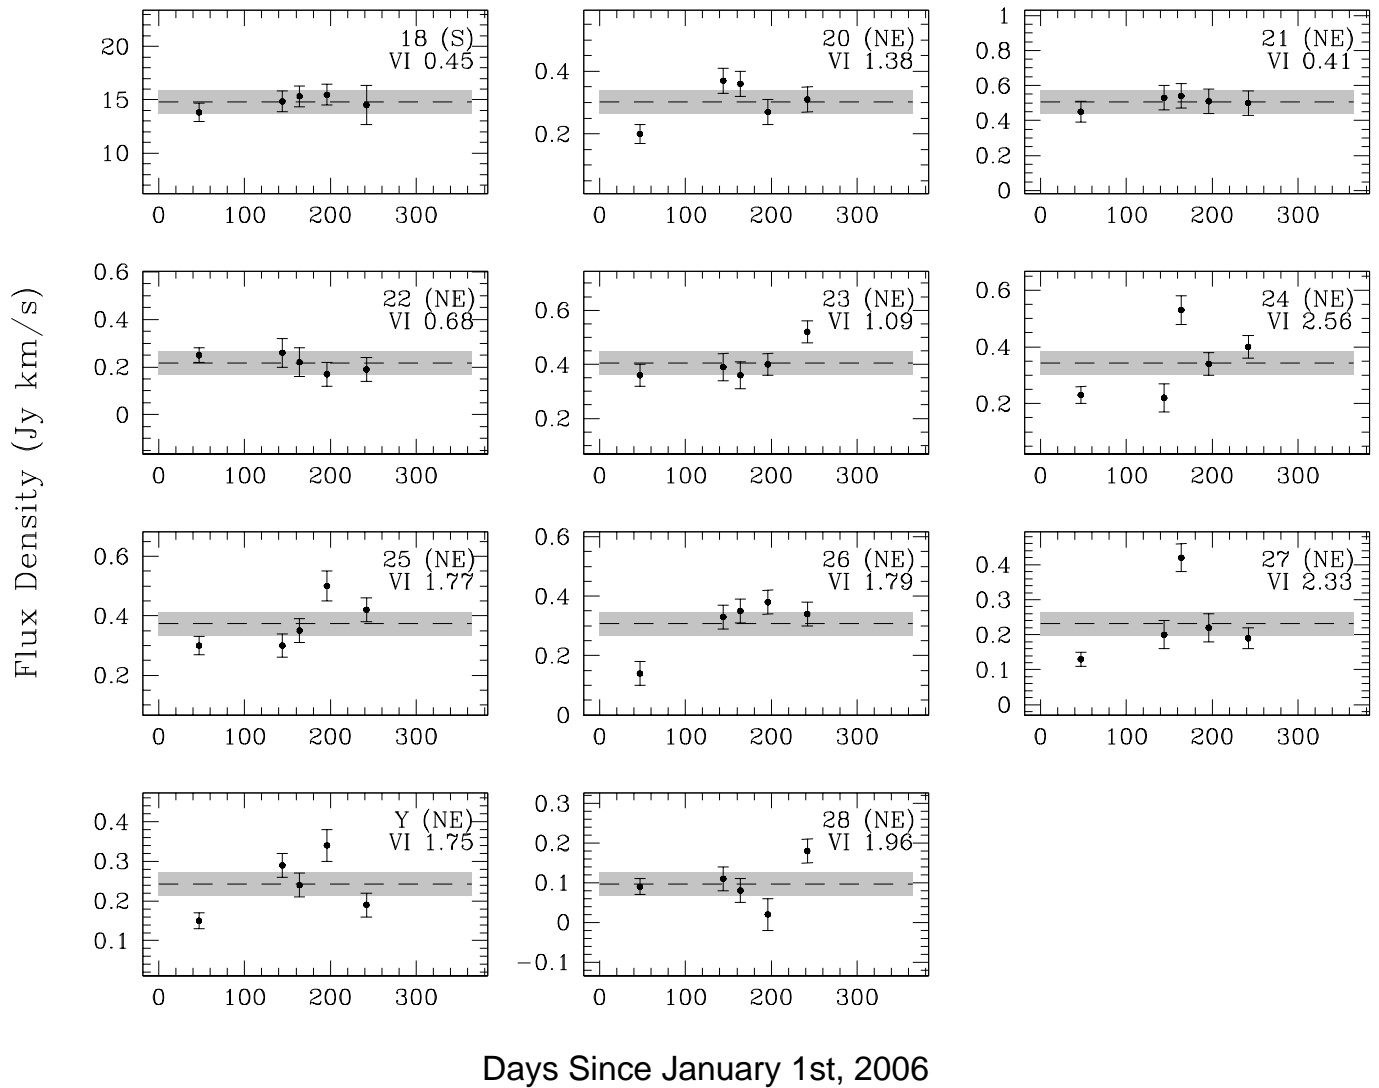 18 (S)
VI 0.45
20
15
10
0 100 200 300
20 (NE)
VI 1.38
0.4
0.2
0 100 200 300
21 (NE)
VI 0.41
1
0.8
0.6
0.4
0.2
0
0 100 200 300
22 (NE)
VI 0.68
0.6
0.4
0.2
0
0 100 200 300
23 (NE)
VI 1.09
0.6
0.4
0.2
0 100 200 300
24 (NE)
VI 2.56
0.6
0.4
0.2
0 100 200 300
25 (NE)
VI 1.77
0.6
0.4
0.2
0 100 200 300
26 (NE)
VI 1.79
0.6
0.4
0.2
0
0 100 200 300
27 (NE)
VI 2.33
0.4
0.3
0.2
0.1
0
0 100 200 300
Y (NE)
VI 1.75
0.4
0.3
0.2
0.1
0 100 200 300
28 (NE)
VI 1.96
0.3
0.2
0.1
0
−0.1
0 100 200 300
Flux Density (Jy km/s)
Days Since January 1st, 2006